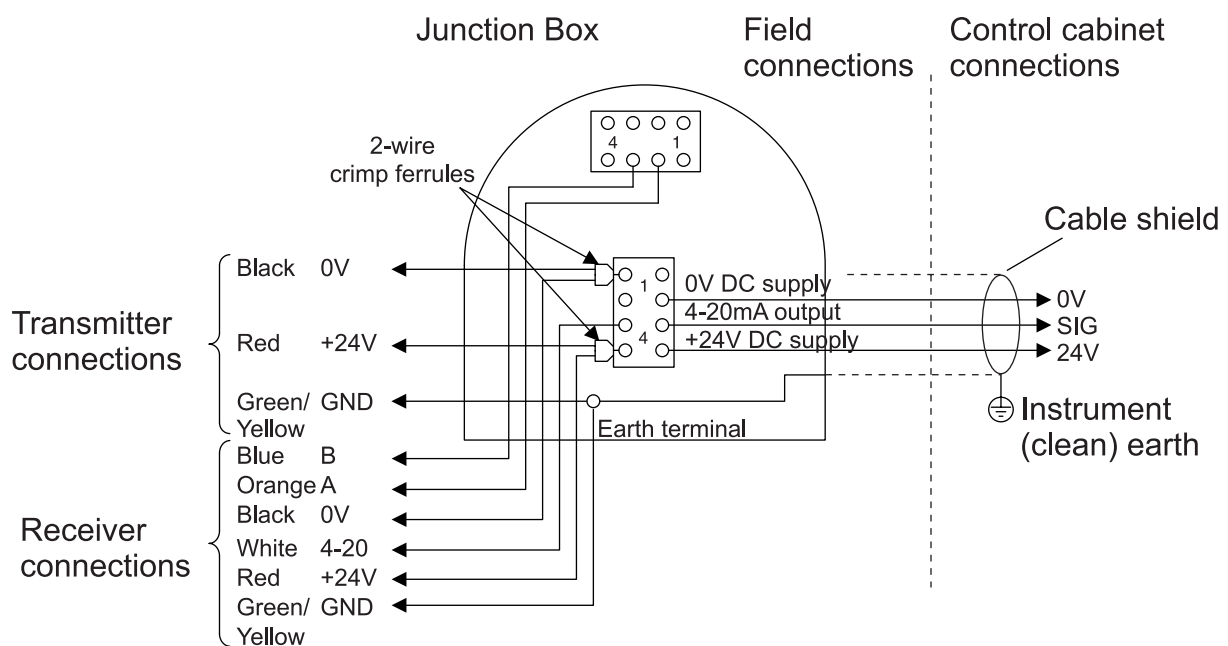 Junction Box
Field
connections
Control cabinet
connections
4 1
2-wire
crimp ferrules
Cable shield
Transmitter
connections
Black 0V
Red +24V
Green/ GND
Yellow
1
4
0V DC supply
4-20mA output
+24V DC supply
0V
SIG
24V
Earth terminal
Instrument
(clean) earth
Receiver
connections
Blue B
Orange A
Black 0V
White 4-20
Red +24V
Green/ GND
Yellow